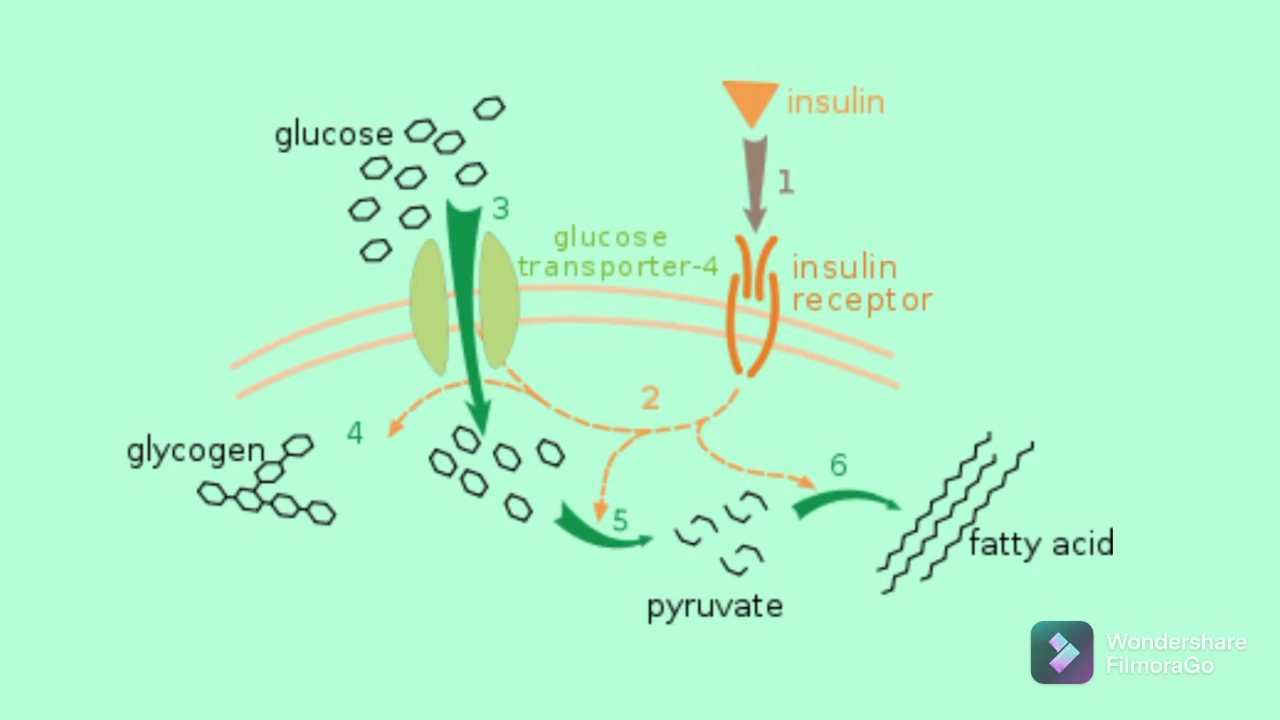 insulin
glucose
1
3
glucose
transporter-4
insulin
receptor
2
4
glycogen
6
5
fatty acid
pyruvate
Wondershare
FilmoraGo